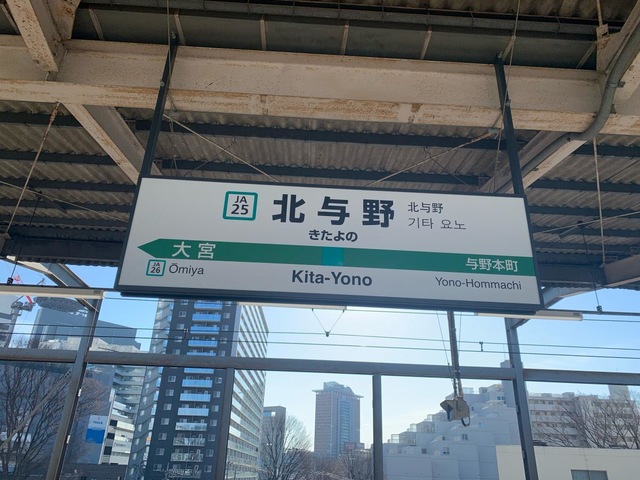 JA
25
北与野
北与野
기타 요노
きたよの
大宮
与野本町
JA
26
Ōmiya
Kita-Yono
Yono-Hommachi